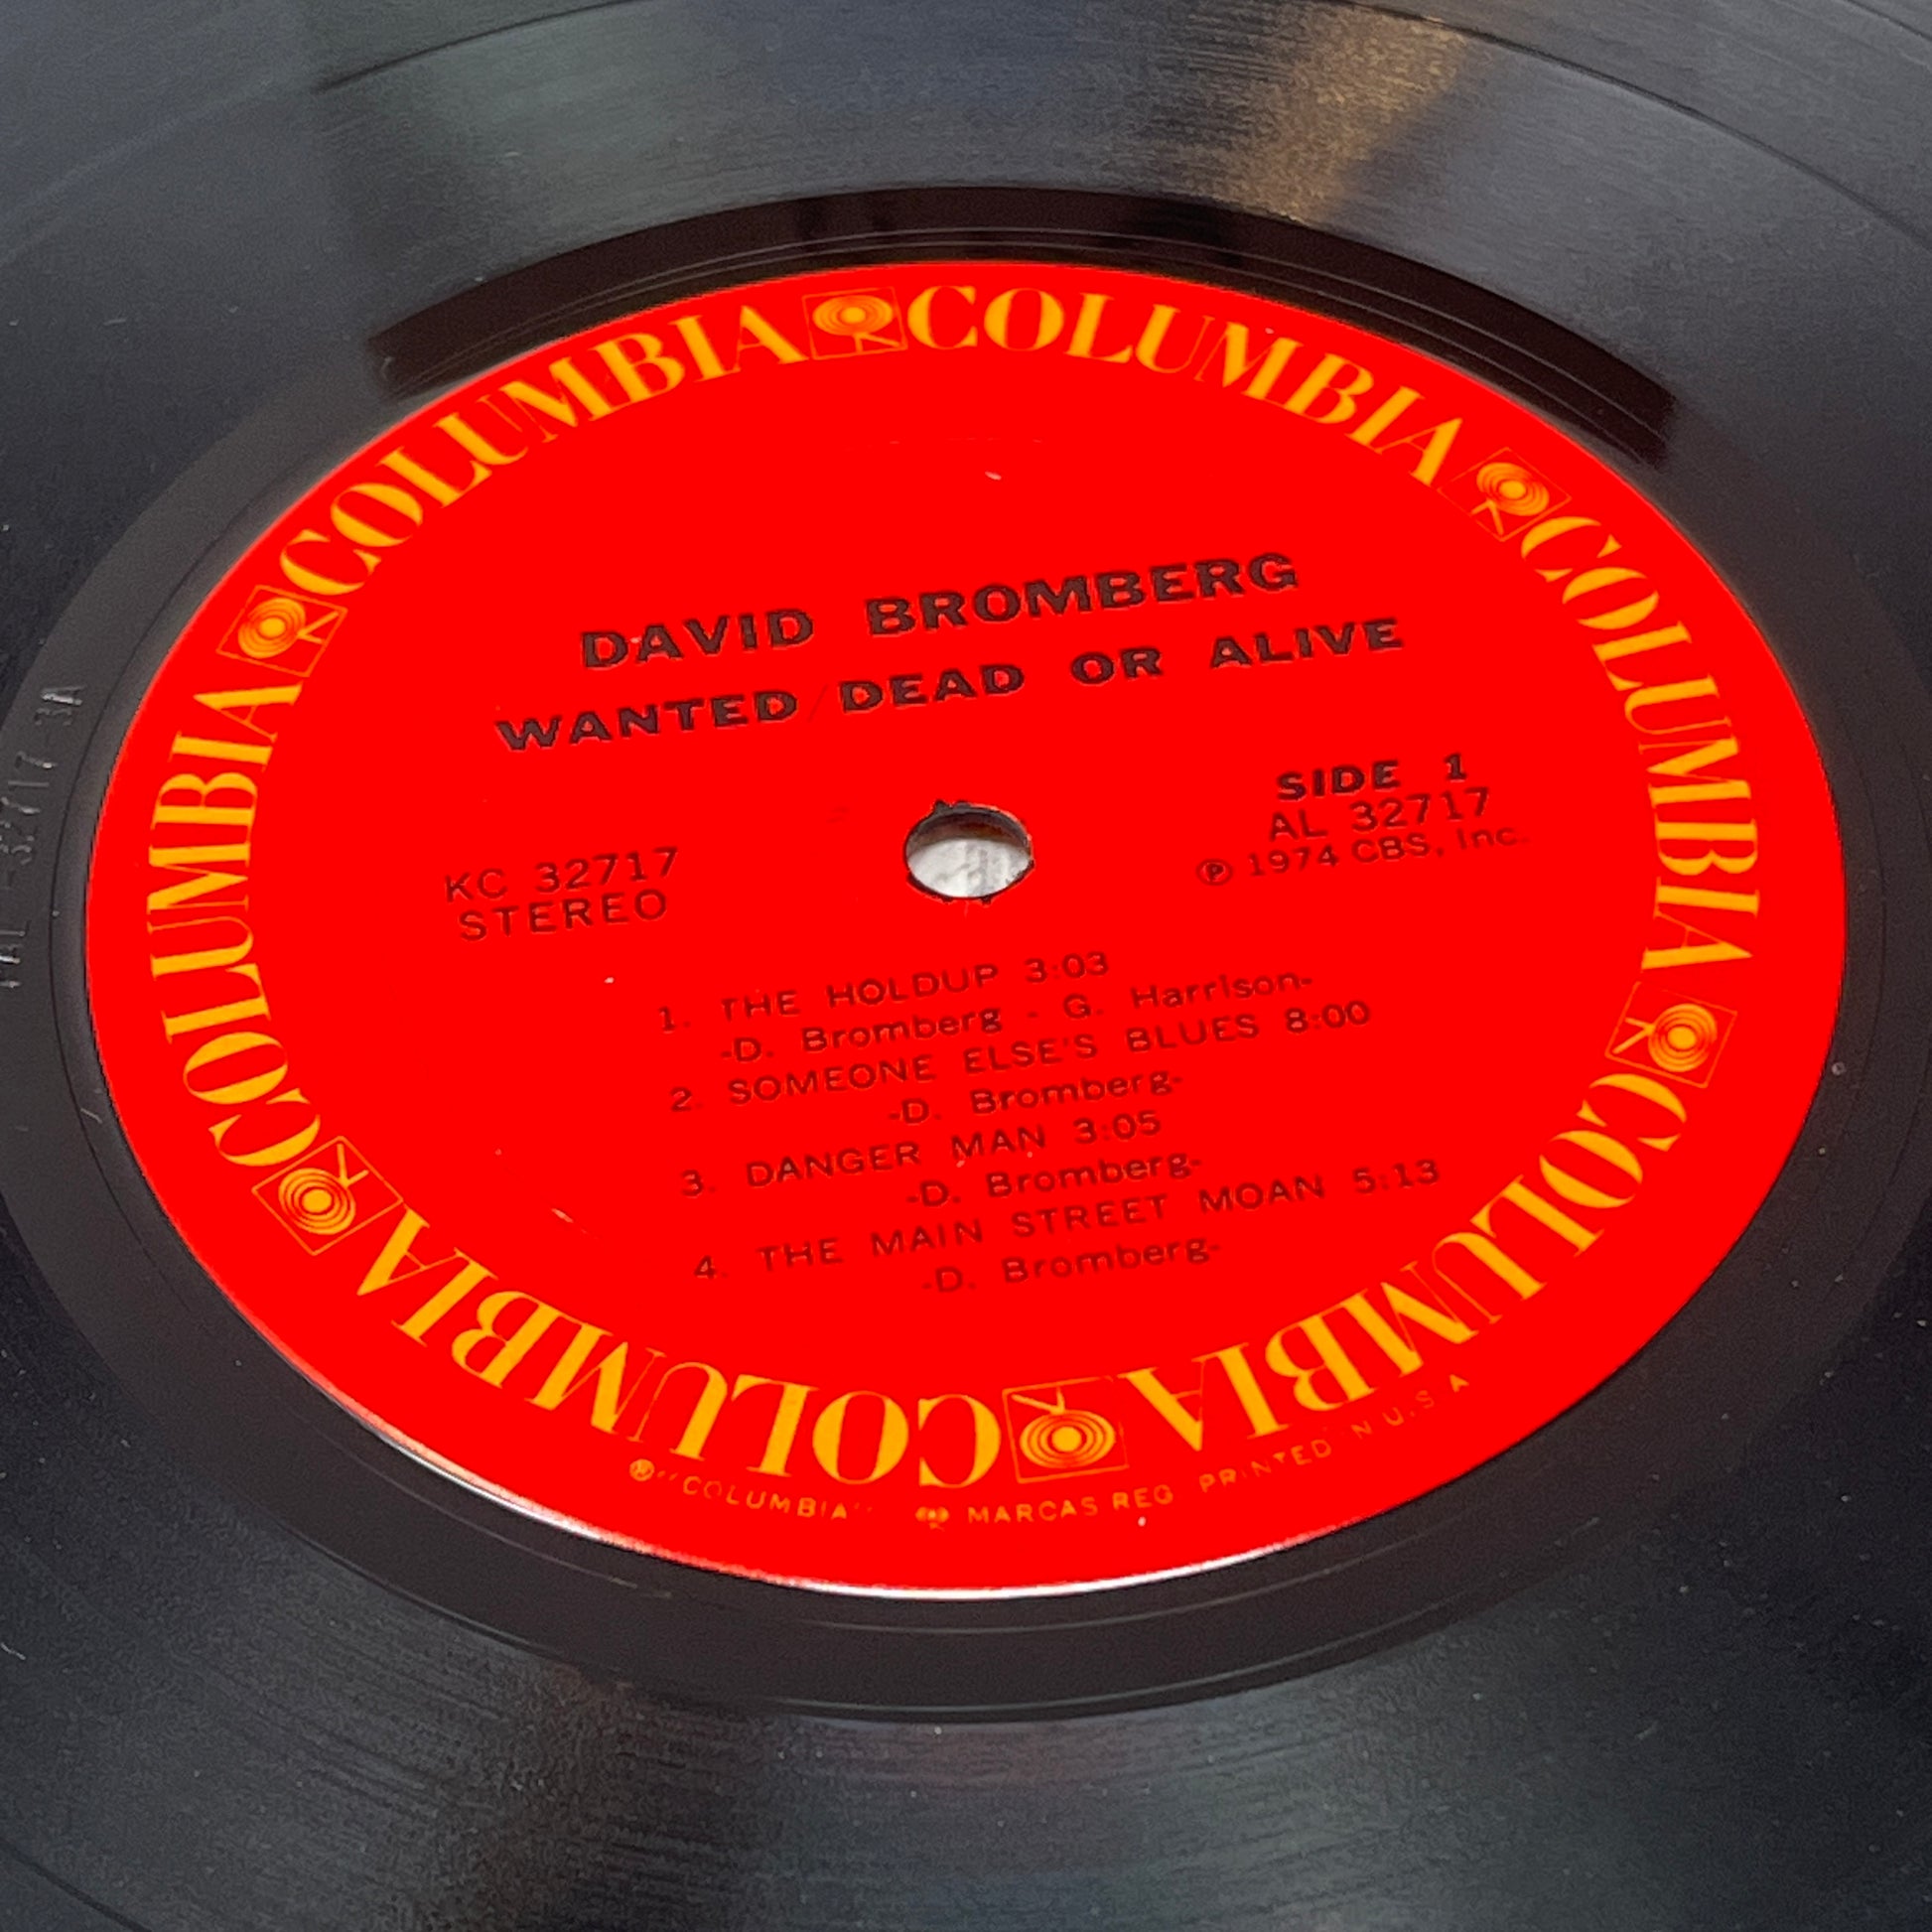 COLUMBIA COLUMBIA COLUMBIA COLUMBIA COLUMBIA COLUMBIA
DAVID BROMBERG
WANTED DEAD OR ALIVE
SIDE 1
AL 32717
℗ 1974 CBS, Inc.
KC 32717
STEREO
1. THE HOLDUP 3:03
-D. Bromberg - G. Harrison-
2. SOMEONE ELSE'S BLUES 8:00
-D. Bromberg-
3. DANGER MAN 3:05
-D. Bromberg-
4. THE MAIN STREET MOAN 5:13
-D. Bromberg-
® "COLUMBIA" MARCAS REG PRINTED IN U.S.A
32717-3A